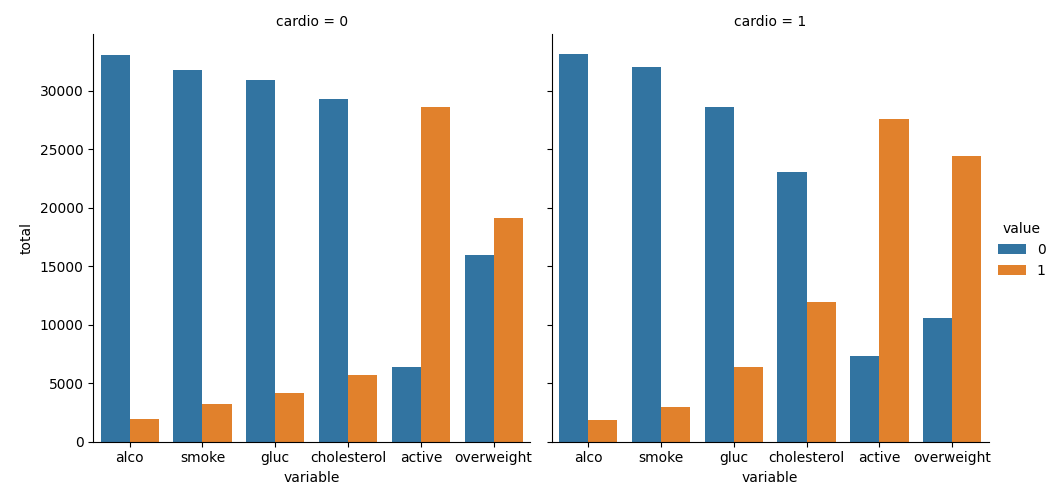 cardio = 0
cardio = 1
total
30000
25000
20000
15000
10000
5000
0
alco smoke gluc cholesterol active overweight
variable
alco smoke gluc cholesterol active overweight
variable
value
0
1